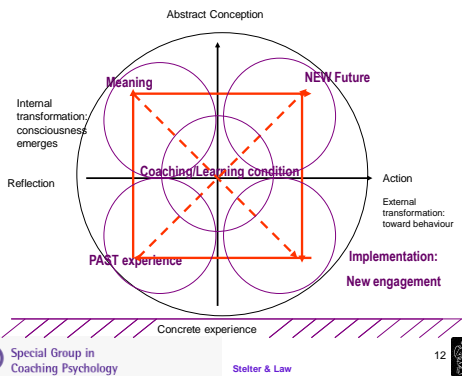 Abstract Conception
Meaning
NEW Future
Internal
transformation:
consciousness
emerges
Coaching/Learning condition
Reflection
Action
External
transformation:
toward behaviour
PAST experience
Implementation:
New engagement
Concrete experience
Special Group in
Coaching Psychology
Stelter & Law
12